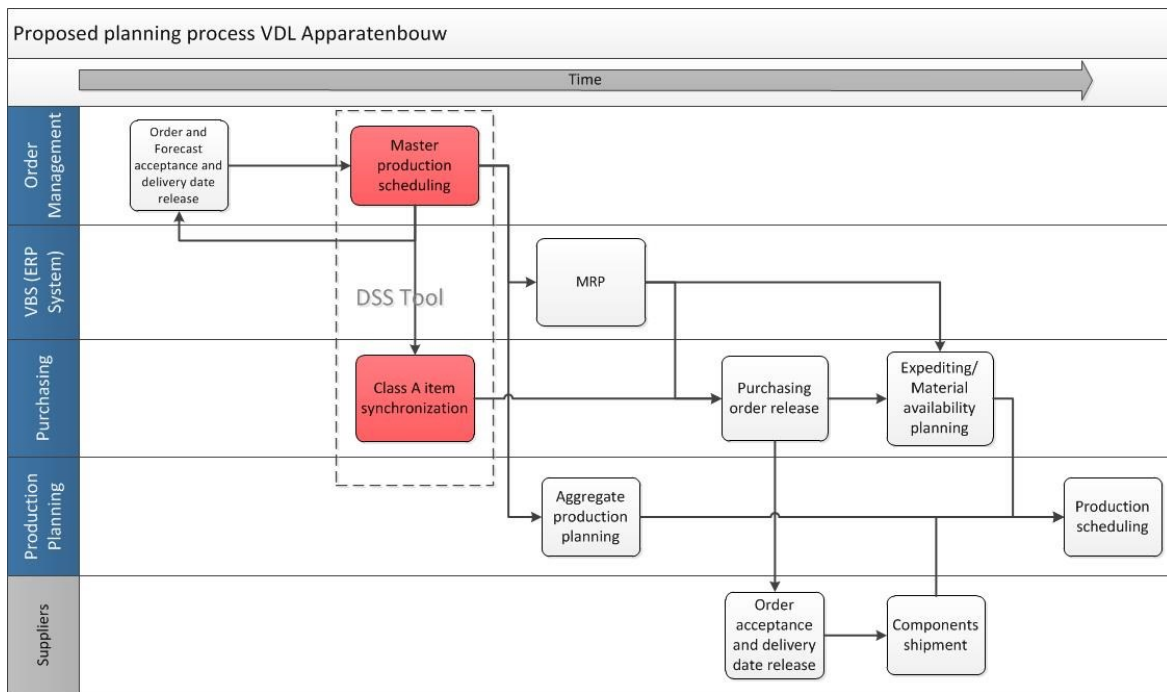 Proposed planning process VDL Apparatenbouw
Time
Order
Management
Order and
Forecast
acceptance and
delivery date
release
Master
production
scheduling
VBS (ERP
System)
MRP
DSS Tool
Purchasing
Class A item
synchronization
Purchasing
order release
Expediting/
Material
availability
planning
Production
Planning
Aggregate
production
planning
Production
scheduling
Suppliers
Order
acceptance
and delivery
date release
Components
shipment